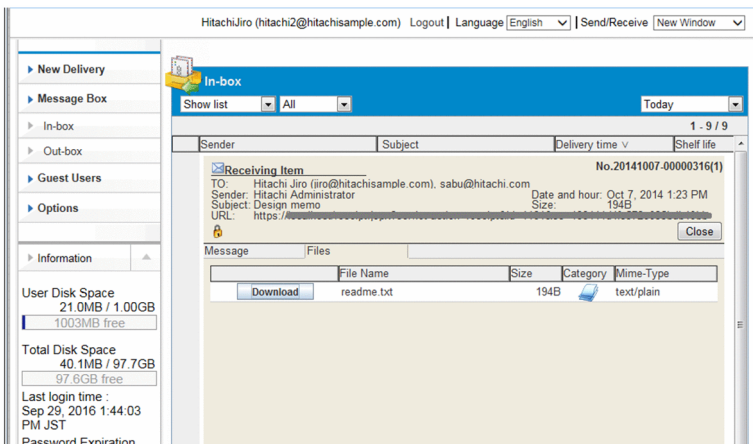 HitachiJiro (hitachi2@hitachisample.com) Logout | Language English | Send/Receive New Window
New Delivery
Message Box
In-box
Out-box
Guest Users
Options
Information
User Disk Space
21.0MB / 1.00GB
1003MB free
Total Disk Space
40.1MB / 97.7GB
97.6GB free
Last login time :
Sep 29, 2016 1:44:03
PM JST
Password Expiration
In-box
Show list All Today
1 - 9 / 9
Sender Subject Delivery time ∨ Shelf life
Receiving Item No.20141007-00000316(1)
TO: Hitachi Jiro (jiro@hitachisample.com), sabu@hitachi.com
Sender: Hitachi Administrator Date and hour: Oct 7, 2014 1:23 PM
Subject: Design memo Size: 194B
URL: https:/
Close
Message Files
File Name Size Category Mime-Type
Download readme.txt 194B text/plain